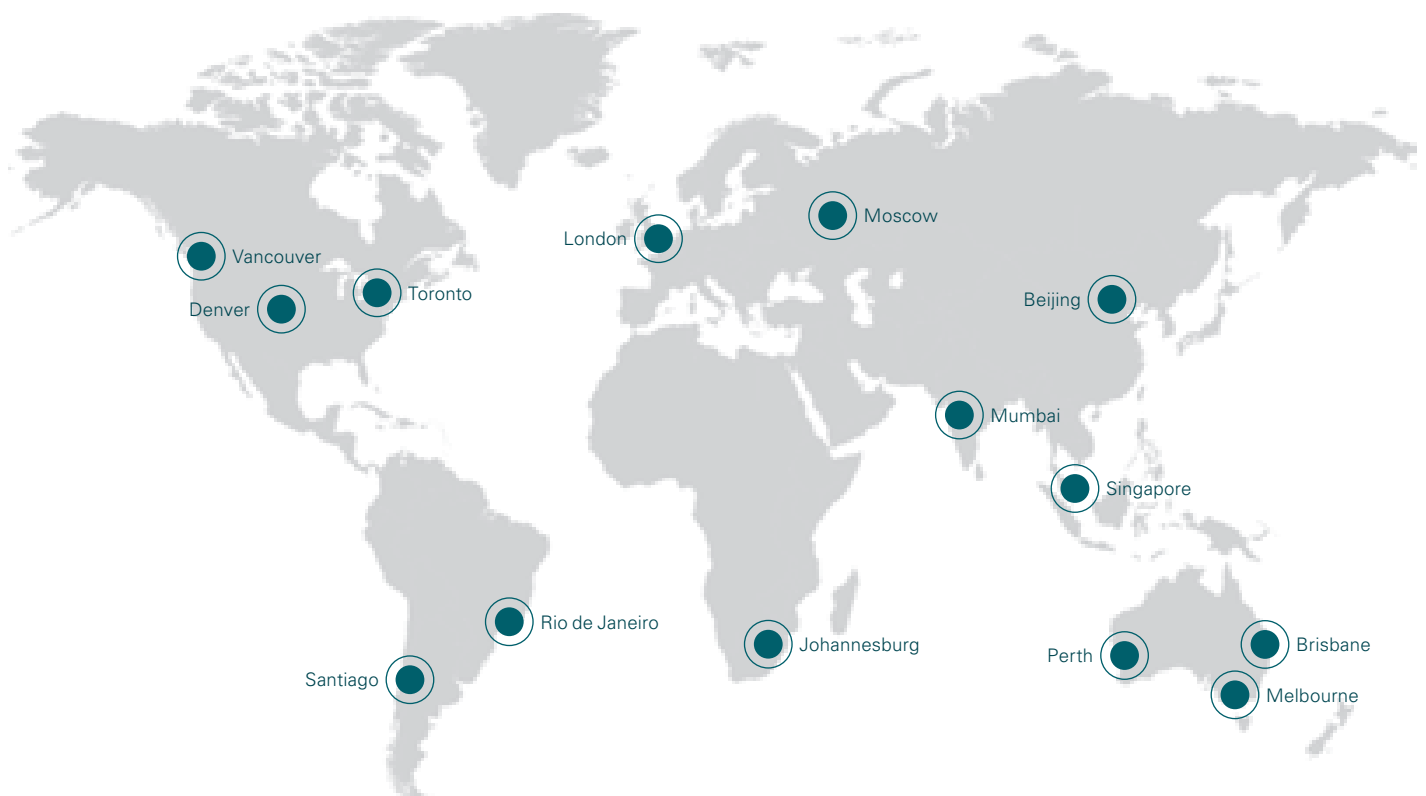 Moscow
London
Vancouver
Toronto
Beijing
Denver
Mumbai
Singapore
Rio de Janeiro
Johannesburg
Brisbane
Perth
Santiago
Melbourne